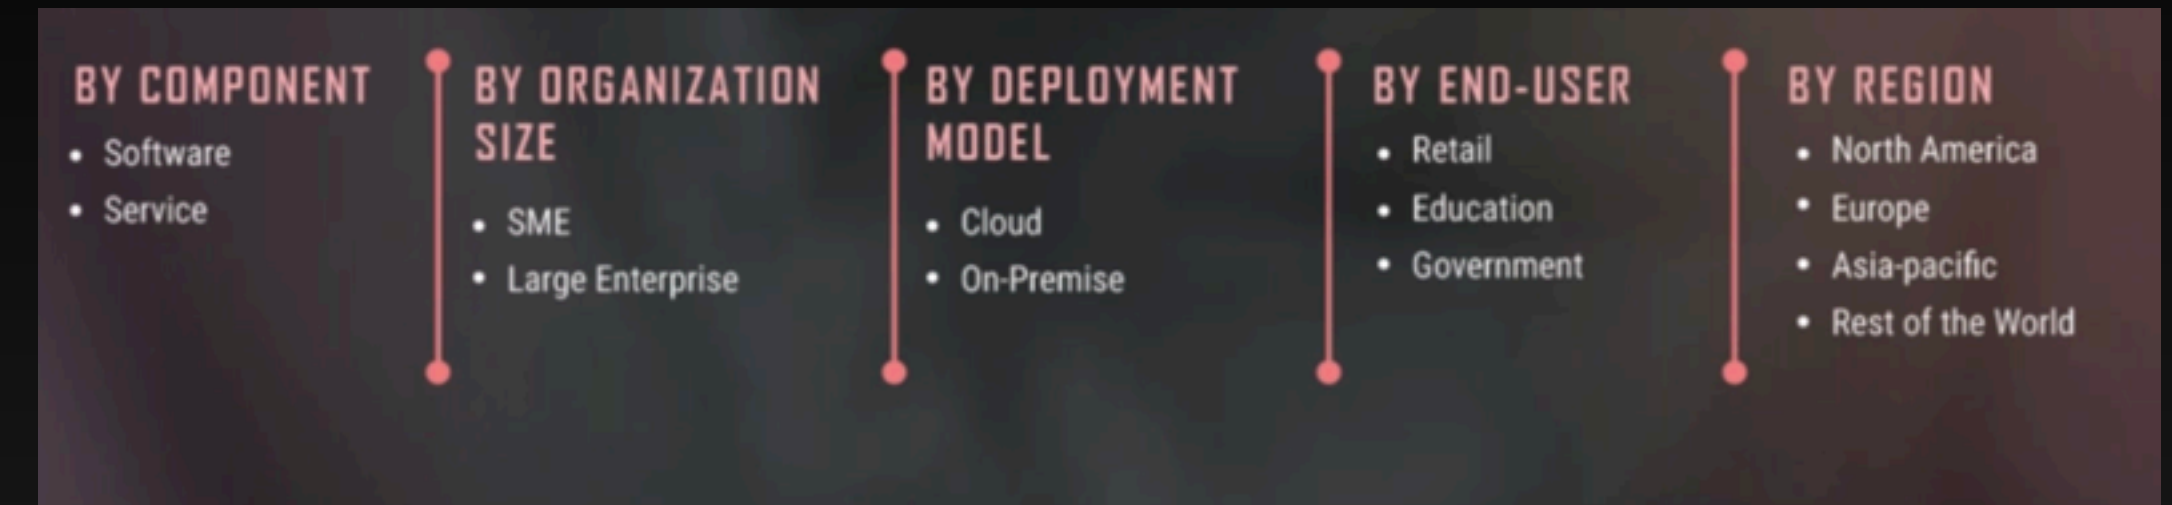 BY COMPONENT
• Software
• Service
BY ORGANIZATION
SIZE
• SME
• Large Enterprise
BY DEPLOYMENT
MODEL
• Cloud
• On-Premise
BY END-USER
• Retail
• Education
• Government
BY REGION
• North America
• Europe
• Asia-pacific
• Rest of the World